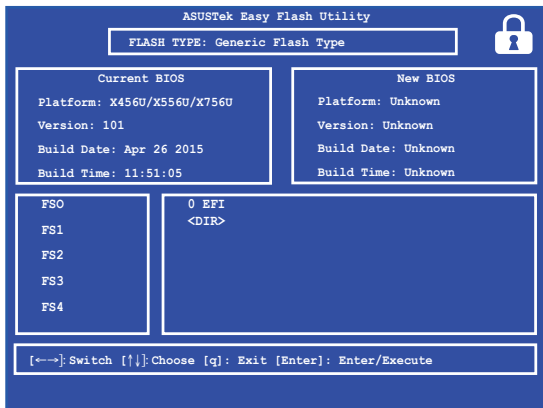 ASUSTek Easy Flash Utility
FLASH TYPE: Generic Flash Type
Current BIOS
Platform: X456U/X556U/X756U
Version: 101
Build Date: Apr 26 2015
Build Time: 11:51:05
New BIOS
Platform: Unknown
Version: Unknown
Build Date: Unknown
Build Time: Unknown
FSO
FS1
FS2
FS3
FS4
0 EFI
<DIR>
[←→]: Switch [↑↓]: Choose [q]: Exit [Enter]: Enter/Execute